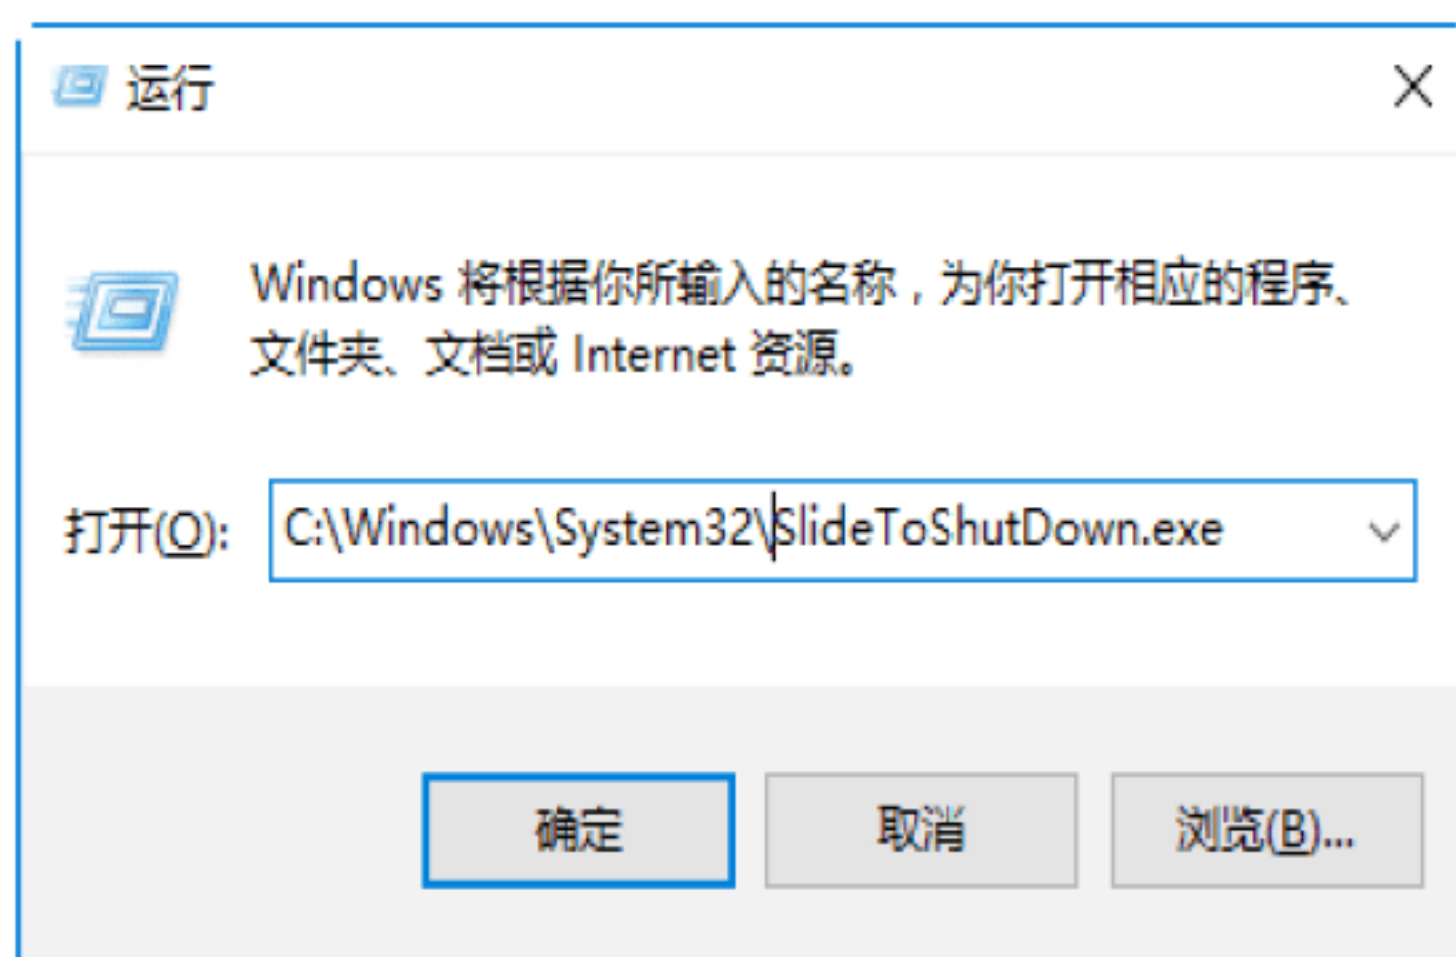 运行
Windows 将根据你所输入的名称，为你打开相应的程序、
文件夹、文档或 Internet 资源。
打开(O): C:\Windows\System32\SlideToShutDown.exe
确定 取消 浏览(B)...